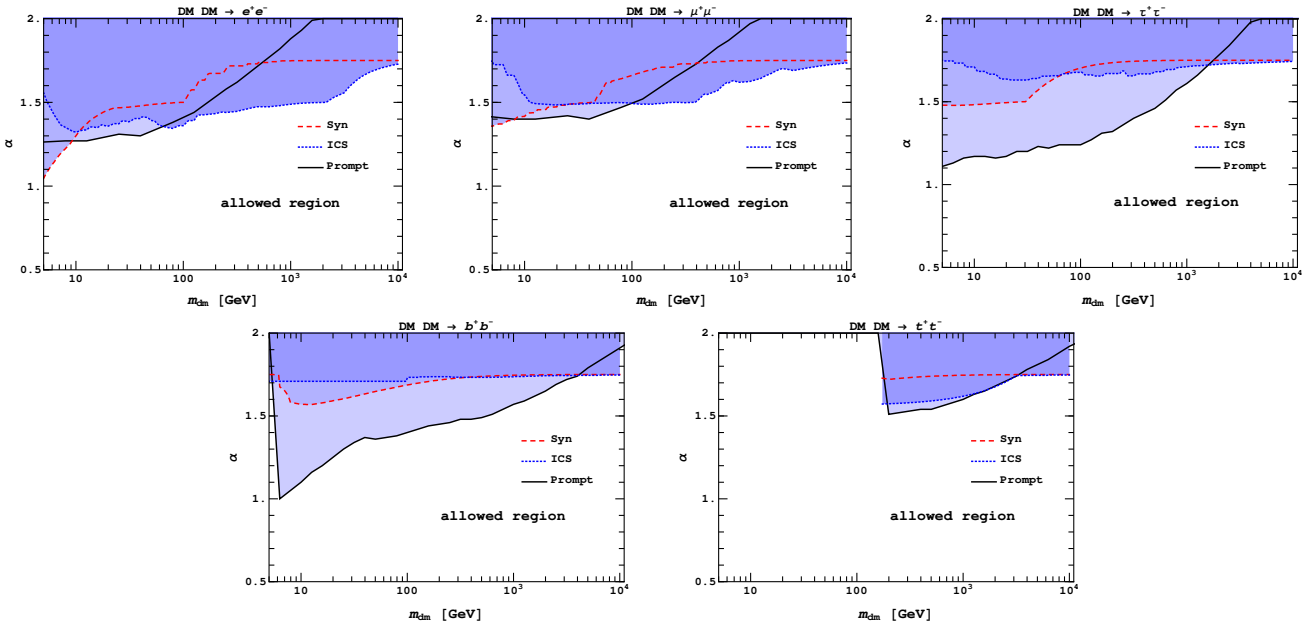 DM DM → e⁺e⁻
2.
1.5
1.
0.5
α
Syn
ICS
Prompt
allowed region
10 100 10³ 10⁴
m_dm [GeV]
DM DM → μ⁺μ⁻
2.
1.5
1.
0.5
α
Syn
ICS
Prompt
allowed region
10 100 10³ 10⁴
m_dm [GeV]
DM DM → τ⁺τ⁻
2.
1.5
1.
0.5
α
Syn
ICS
Prompt
allowed region
10 100 10³ 10⁴
m_dm [GeV]
DM DM → b⁺b⁻
2.
1.5
1.
0.5
α
Syn
ICS
Prompt
allowed region
10 100 10³ 10⁴
m_dm [GeV]
DM DM → t⁺t⁻
2.
1.5
1.
0.5
α
Syn
ICS
Prompt
allowed region
10 100 10³ 10⁴
m_dm [GeV]